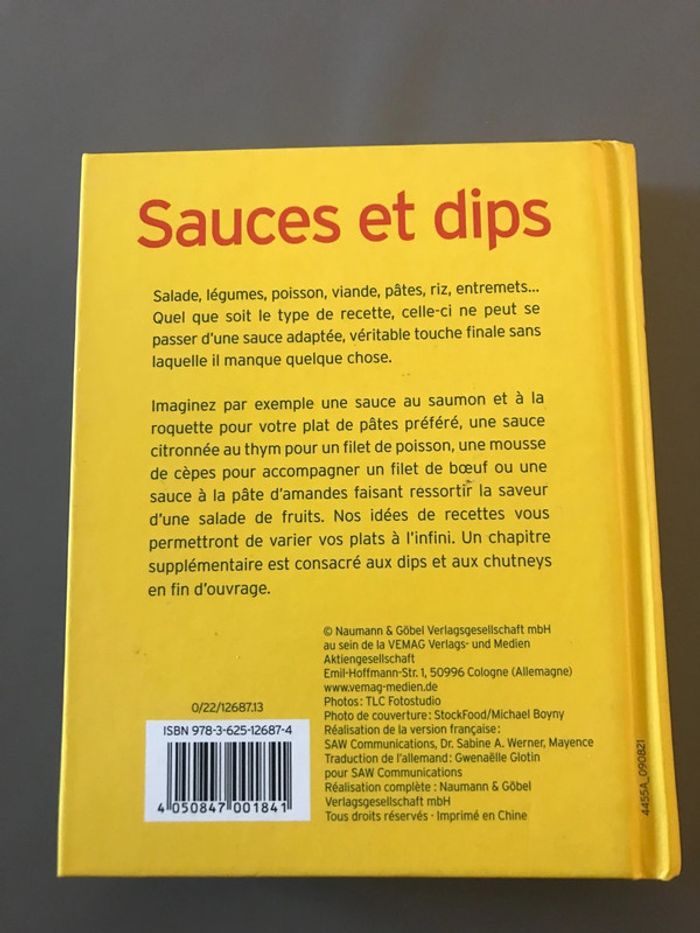 Sauces et dips
Salade, légumes, poisson, viande, pâtes, riz, entremets...
Quel que soit le type de recette, celle-ci ne peut se
passer d'une sauce adaptée, véritable touche finale sans
laquelle il manque quelque chose.
Imaginez par exemple une sauce au saumon et à la
roquette pour votre plat de pâtes préféré, une sauce
citronnée au thym pour un filet de poisson, une mousse
de cèpes pour accompagner un filet de bœuf ou une
sauce à la pâte d'amandes faisant ressortir la saveur
d'une salade de fruits. Nos idées de recettes vous
permettront de varier vos plats à l'infini. Un chapitre
supplémentaire est consacré aux dips et aux chutneys
en fin d'ouvrage.
© Naumann & Göbel Verlagsgesellschaft mbH
au sein de la VEMAG Verlags- und Medien
Aktiengesellschaft
Emil-Hoffmann-Str. 1, 50996 Cologne (Allemagne)
www.vemag-medien.de
Photos: TLC Fotostudio
Photo de couverture: StockFood/Michael Boyny
Réalisation de la version française:
SAW Communications, Dr. Sabine A. Werner, Mayence
Traduction de l'allemand: Gwenaëlle Glotin
pour SAW Communications
Réalisation complète : Naumann & Göbel
Verlagsgesellschaft mbH
Tous droits réservés · Imprimé en Chine
0/22/12687.13
ISBN 978-3-625-12687-4
4 050847 001841
4455A_090821